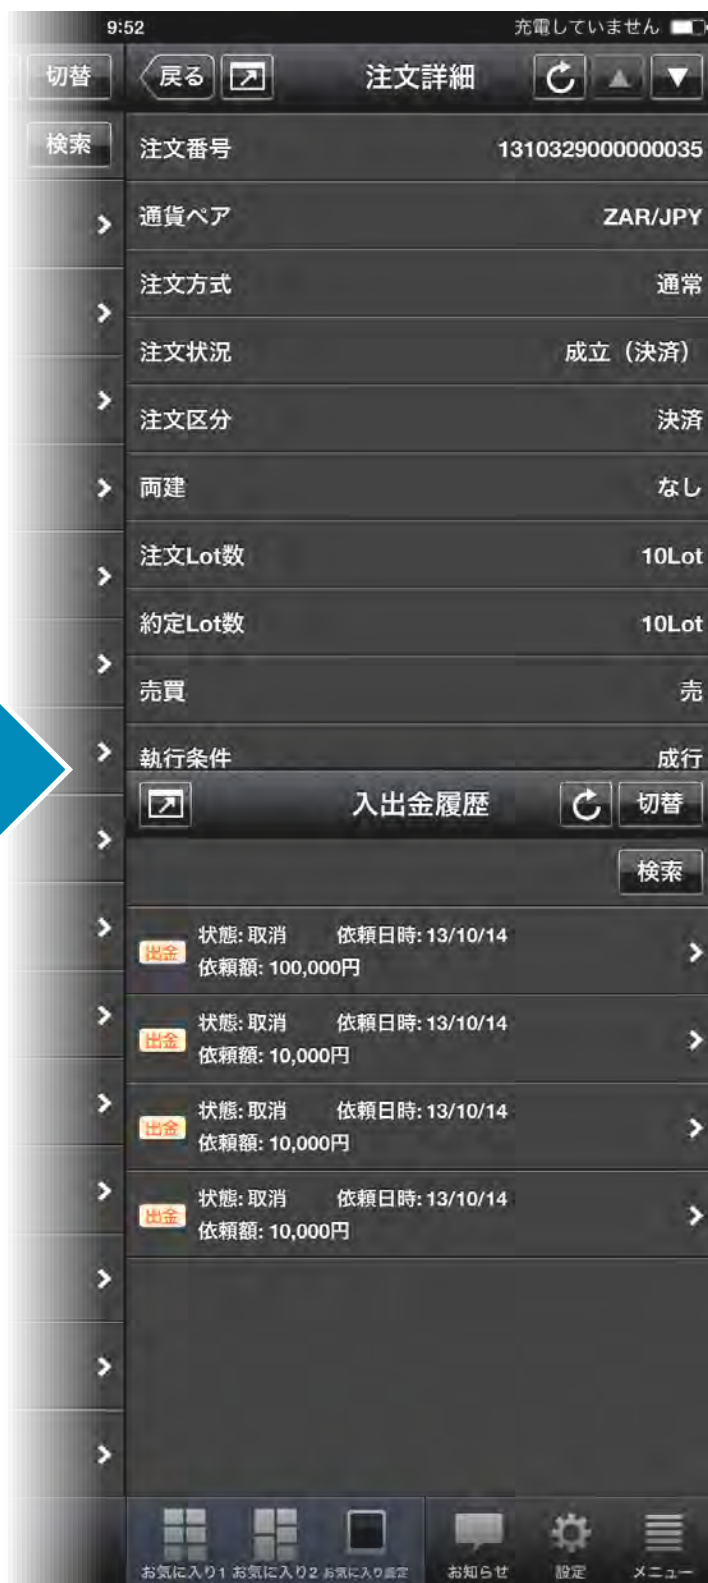 9:52 充電していません
切替 戻る 注文詳細
検索
注文番号 1310329000000035
通貨ペア ZAR/JPY
注文方式 通常
注文状況 成立（決済）
注文区分 決済
両建 なし
注文Lot数 10Lot
約定Lot数 10Lot
売買 売
執行条件 成行
入出金履歴 切替
検索
出金 状態: 取消 依頼日時: 13/10/14
依頼額: 100,000円
出金 状態: 取消 依頼日時: 13/10/14
依頼額: 10,000円
出金 状態: 取消 依頼日時: 13/10/14
依頼額: 10,000円
出金 状態: 取消 依頼日時: 13/10/14
依頼額: 10,000円
お気に入り1 お気に入り2 お気に入り設定 お知らせ 設定 メニュー